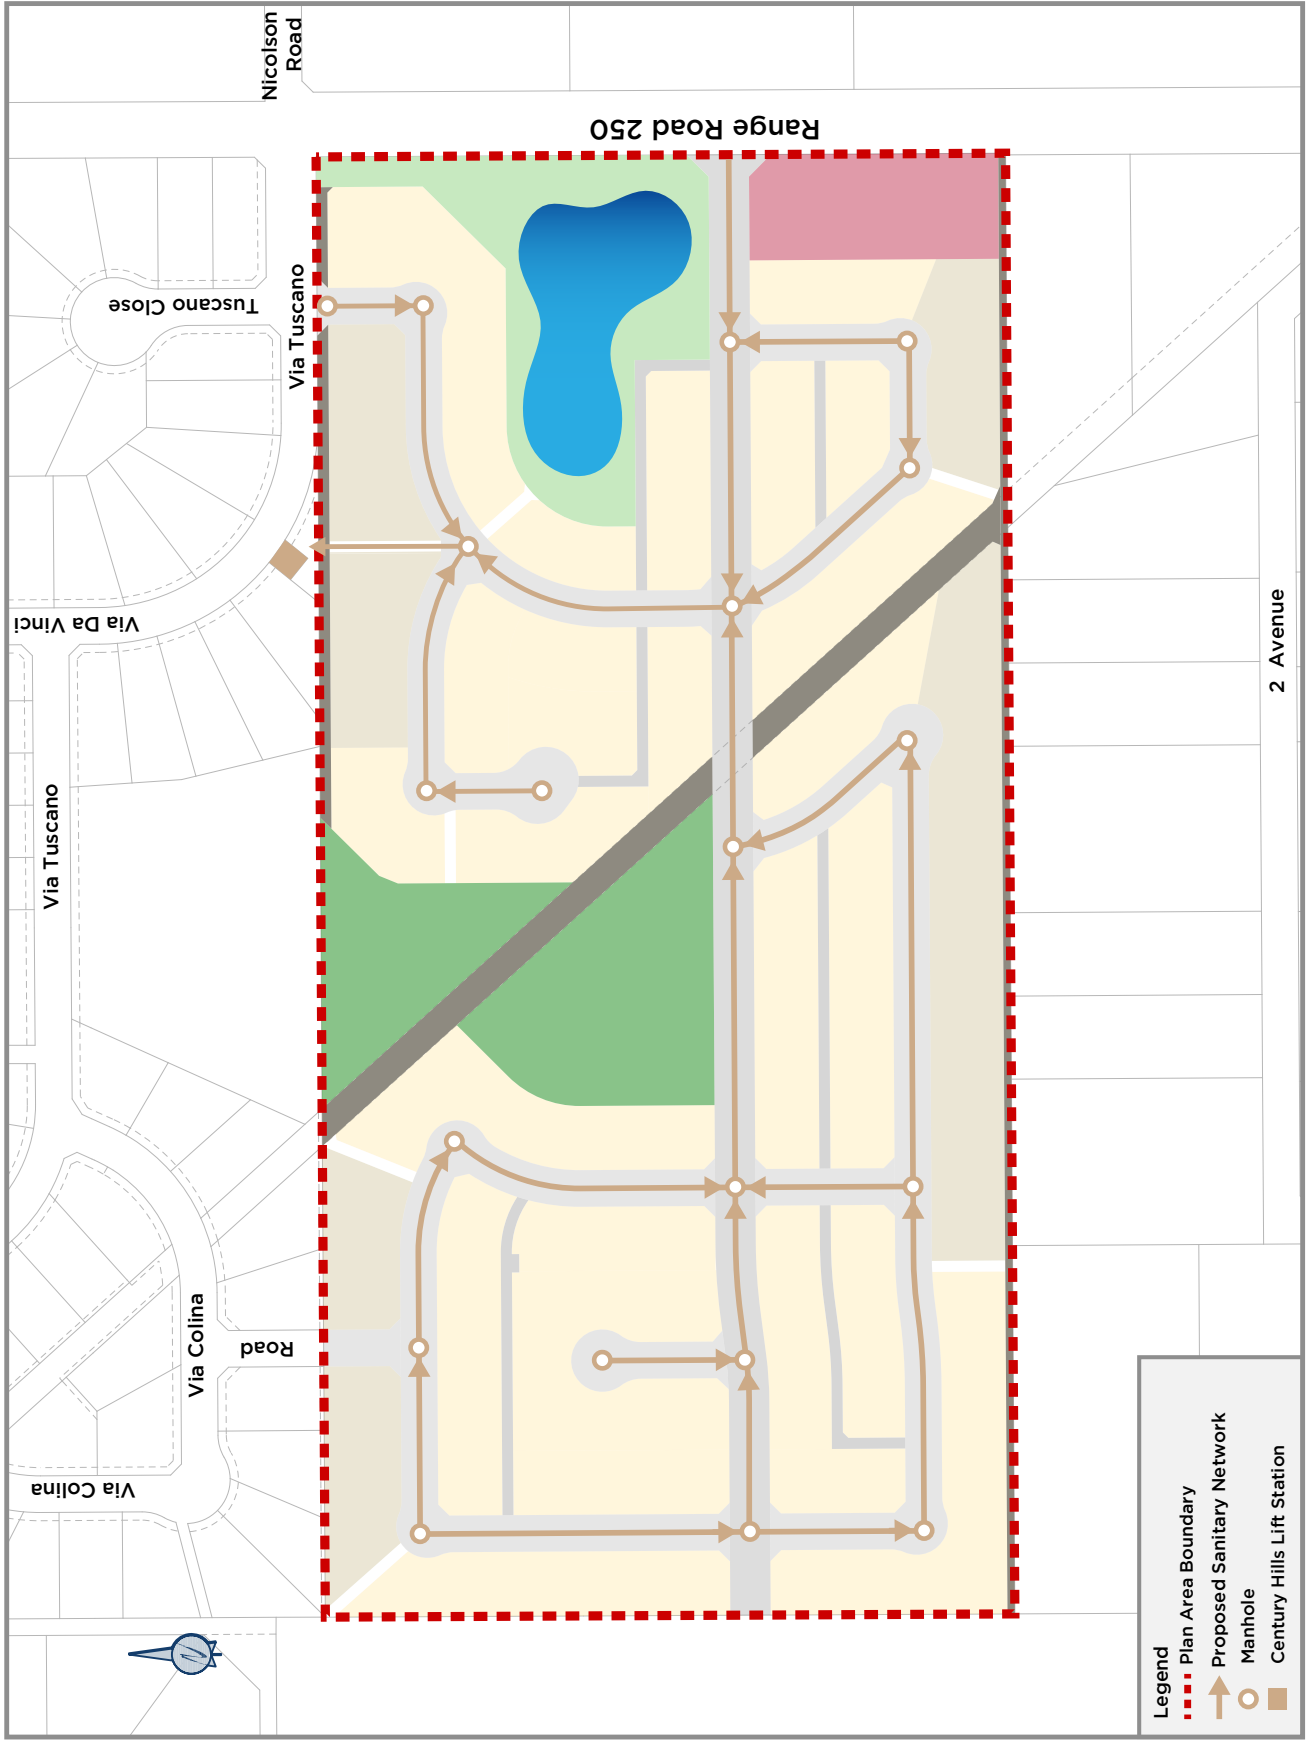 Nicolson
Road
Range Road 250
Tuscano Close
Via Tuscano
Via Da Vinci
2 Avenue
Via Tuscano
Via Colina
Road
Via Colina
N
Legend
Plan Area Boundary
Proposed Sanitary Network
Manhole
Century Hills Lift Station